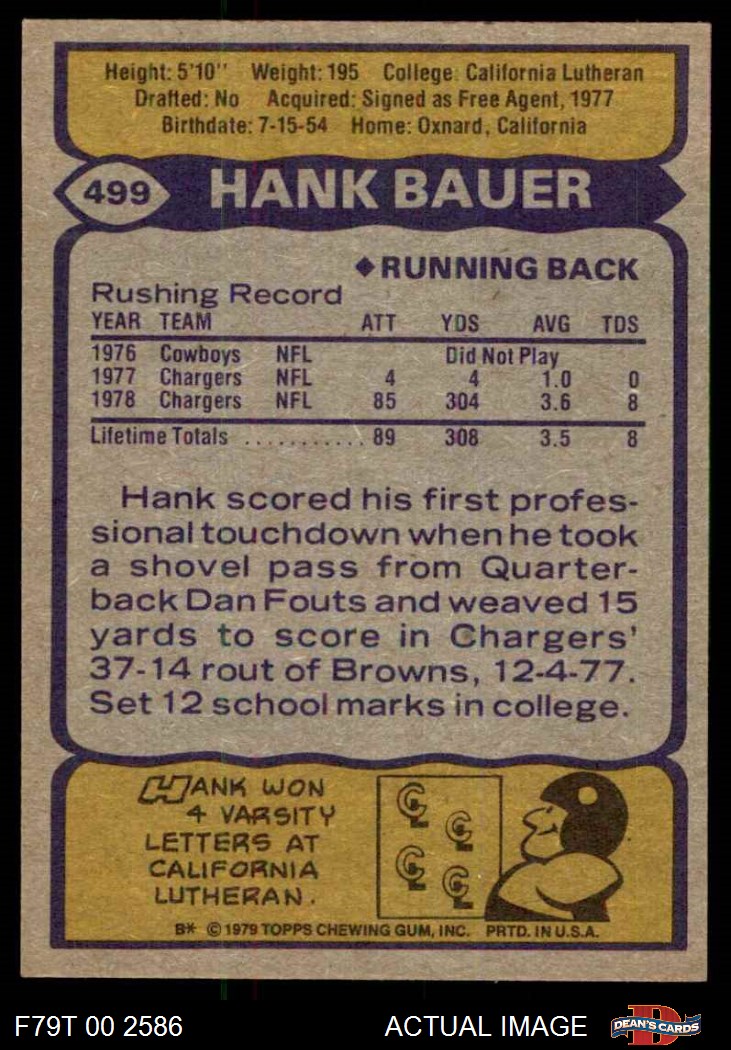 Height: 5'10" Weight: 195 College: California Lutheran
Drafted: No Acquired: Signed as Free Agent, 1977
Birthdate: 7-15-54 Home: Oxnard, California
499 HANK BAUER
◆RUNNING BACK
Rushing Record
YEAR TEAM ATT YDS AVG TDS
1976 Cowboys NFL Did Not Play
1977 Chargers NFL 4 4 1.0 0
1978 Chargers NFL 85 304 3.6 8
Lifetime Totals ........... 89 308 3.5 8
Hank scored his first profes-
sional touchdown when he took
a shovel pass from Quarter-
back Dan Fouts and weaved 15
yards to score in Chargers'
37-14 rout of Browns, 12-4-77.
Set 12 school marks in college.
HANK WON
4 VARSITY
LETTERS AT
CALIFORNIA
LUTHERAN.
CL
CL
CL
CL
B* © 1979 TOPPS CHEWING GUM, INC. PRTD. IN U.S.A.
F79T 00 2586 ACTUAL IMAGE D DEAN'S CARDS